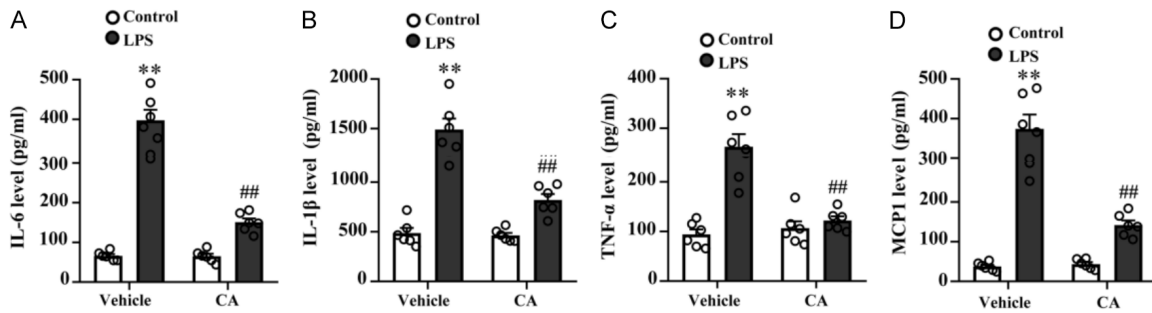 A
Control
LPS
IL-6 level (pg/ml)
500
400
300
200
100
0
**
##
Vehicle
CA
B
Control
LPS
IL-1β level (pg/ml)
2000
1500
1000
500
0
**
##
Vehicle
CA
C
Control
LPS
TNF-α level (pg/ml)
400
300
200
100
0
**
##
Vehicle
CA
D
Control
LPS
MCP1 level (pg/ml)
500
400
300
200
100
0
**
##
Vehicle
CA